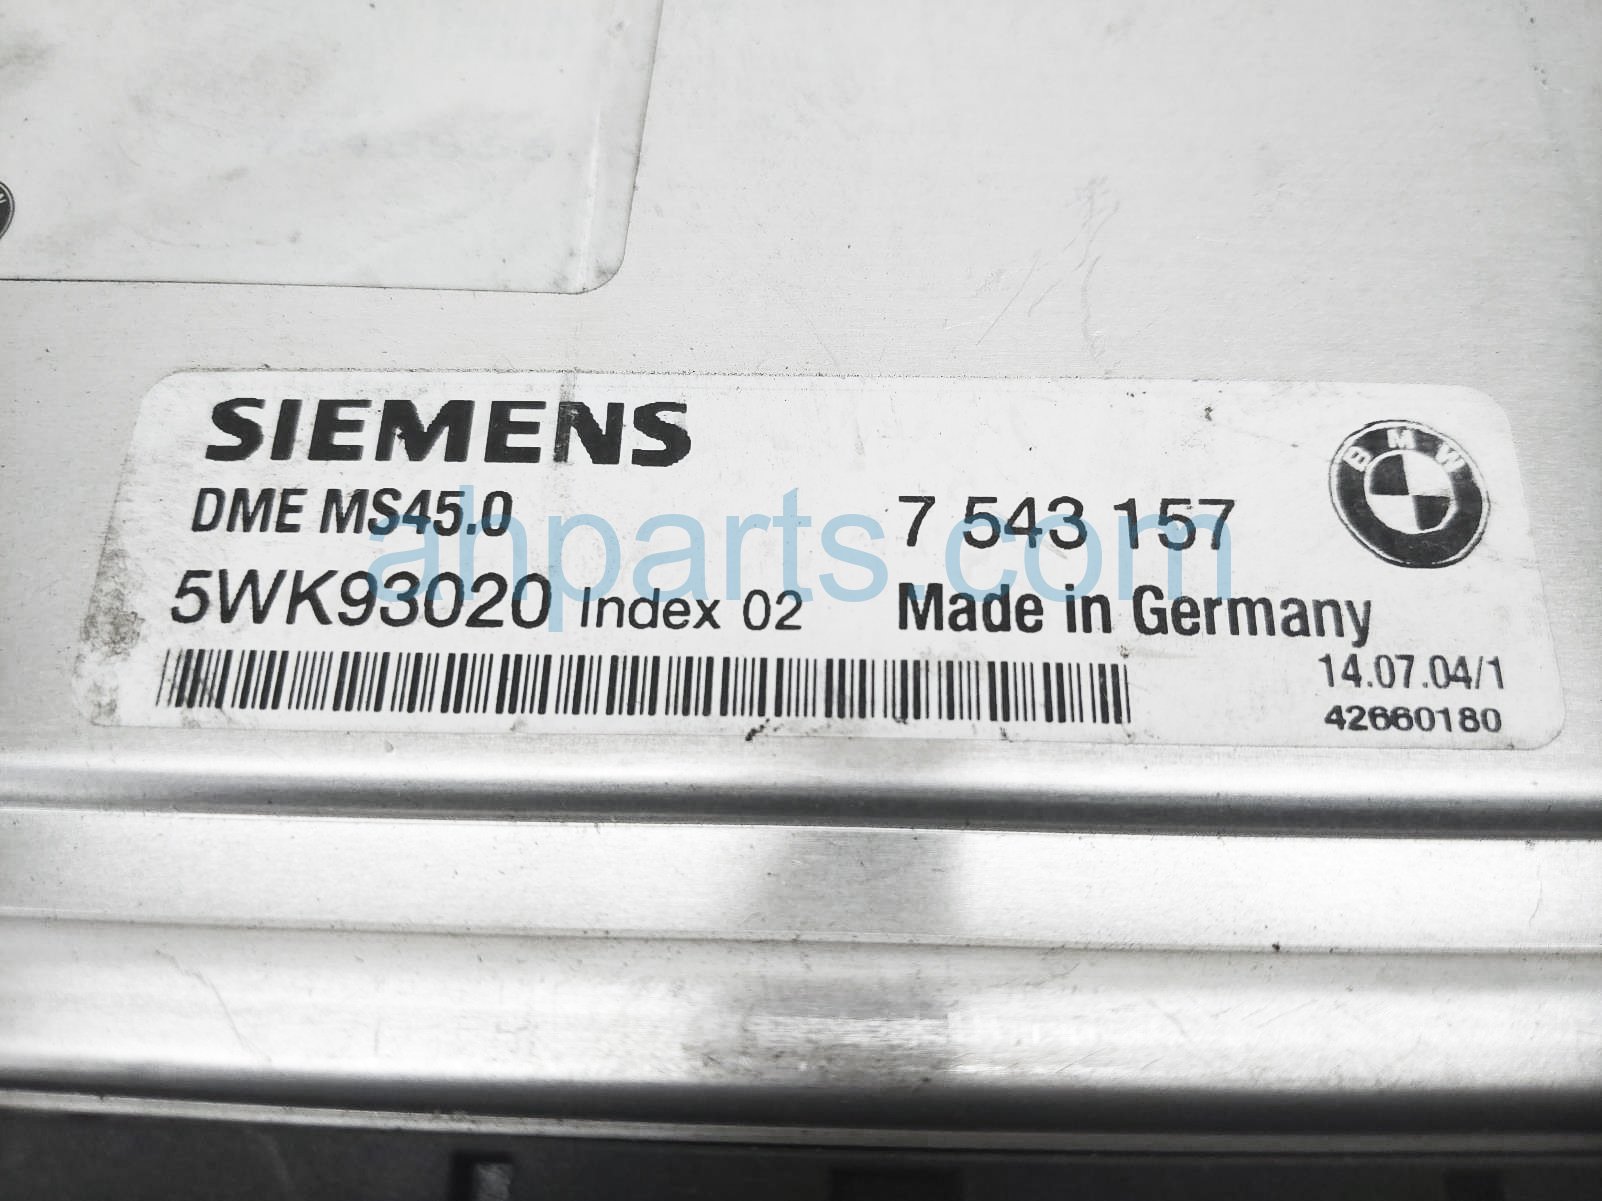 SIEMENS
BMW
DME MS45.0
7 543 157
5WK93020 Index 02
Made in Germany
14.07.04/1
42660180
ahparts.com